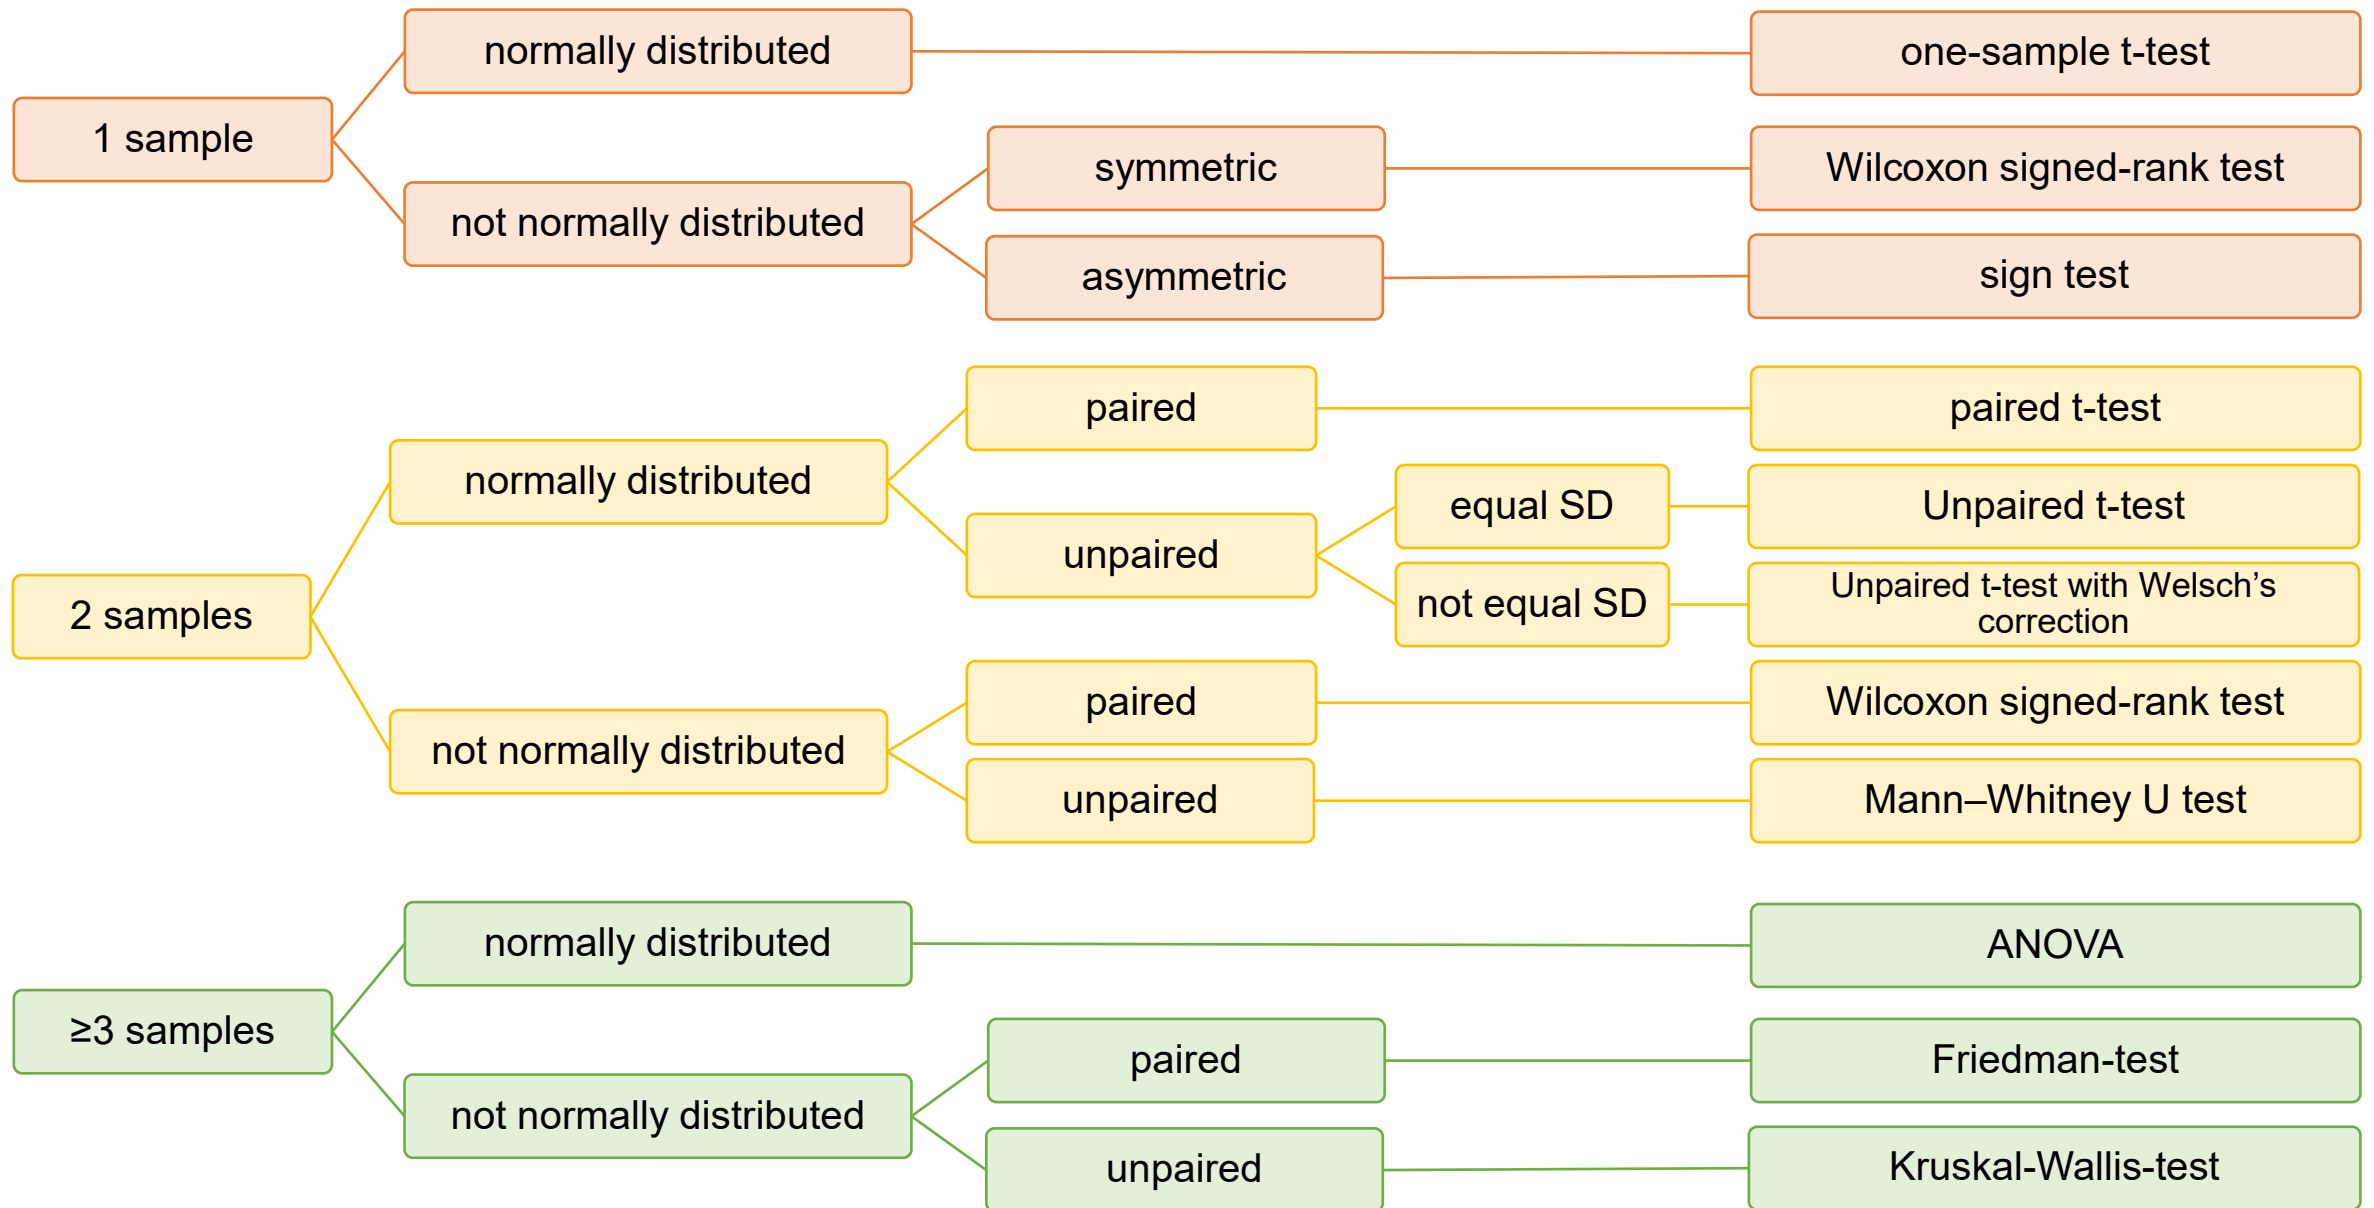 normally distributed
one-sample t-test
1 sample
symmetric
Wilcoxon signed-rank test
not normally distributed
asymmetric
sign test
paired
paired t-test
normally distributed
equal SD
Unpaired t-test
unpaired
not equal SD
Unpaired t-test with Welsch’s
correction
2 samples
paired
Wilcoxon signed-rank test
not normally distributed
unpaired
Mann–Whitney U test
normally distributed
ANOVA
≥3 samples
paired
Friedman-test
not normally distributed
unpaired
Kruskal-Wallis-test